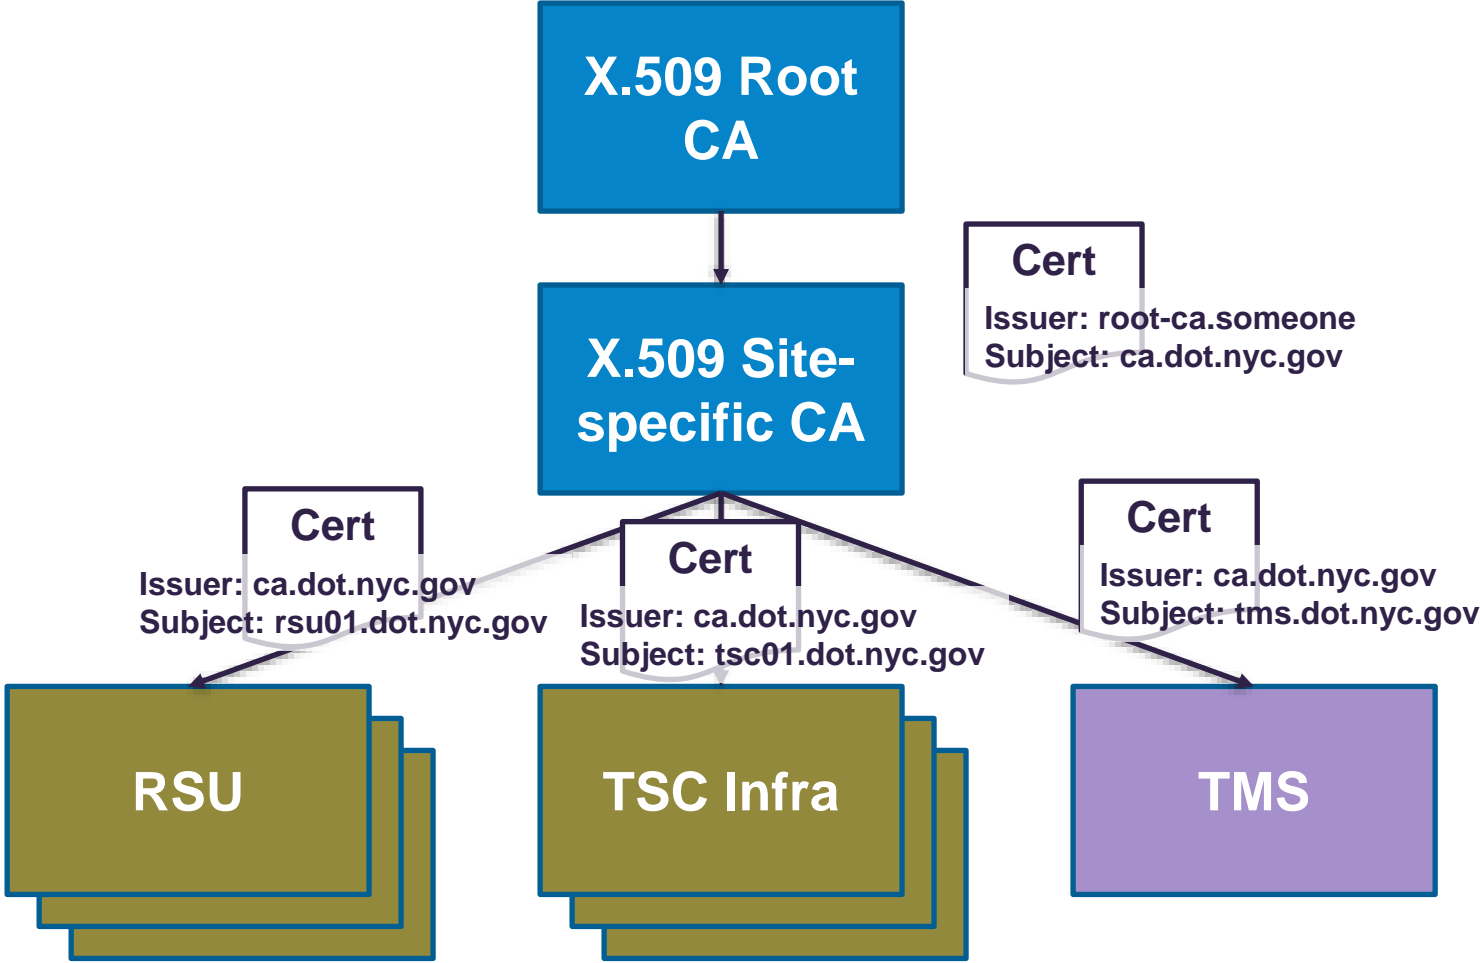 X.509 Root
CA
Cert
Issuer: root-ca.someone
Subject: ca.dot.nyc.gov
X.509 Site-
specific CA
Cert
Issuer: ca.dot.nyc.gov
Subject: rsu01.dot.nyc.gov
Cert
Issuer: ca.dot.nyc.gov
Subject: tsc01.dot.nyc.gov
Cert
Issuer: ca.dot.nyc.gov
Subject: tms.dot.nyc.gov
RSU
TSC Infra
TMS